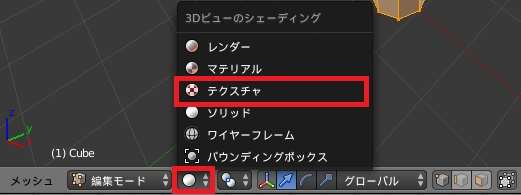 3Dビューのシェーディング
レンダー
マテリアル
テクスチャ
ソリッド
ワイヤーフレーム
バウンディングボックス
z
y
x
(1) Cube
メッシュ 編集モード グローバル